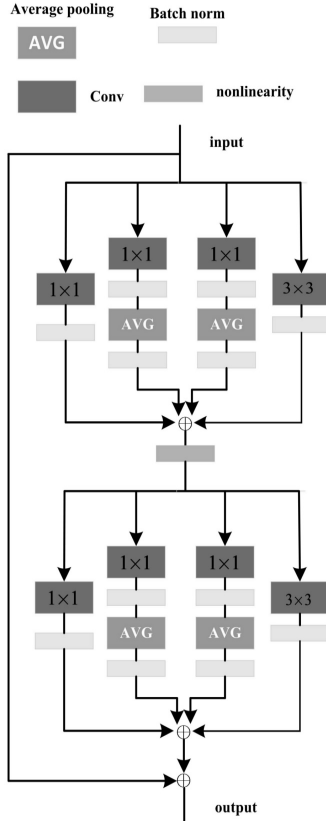 Average pooling
Batch norm
AVG
Conv
nonlinearity
input
1×1 1×1
1×1 3×3
AVG AVG
1×1 1×1
1×1 3×3
AVG AVG
output